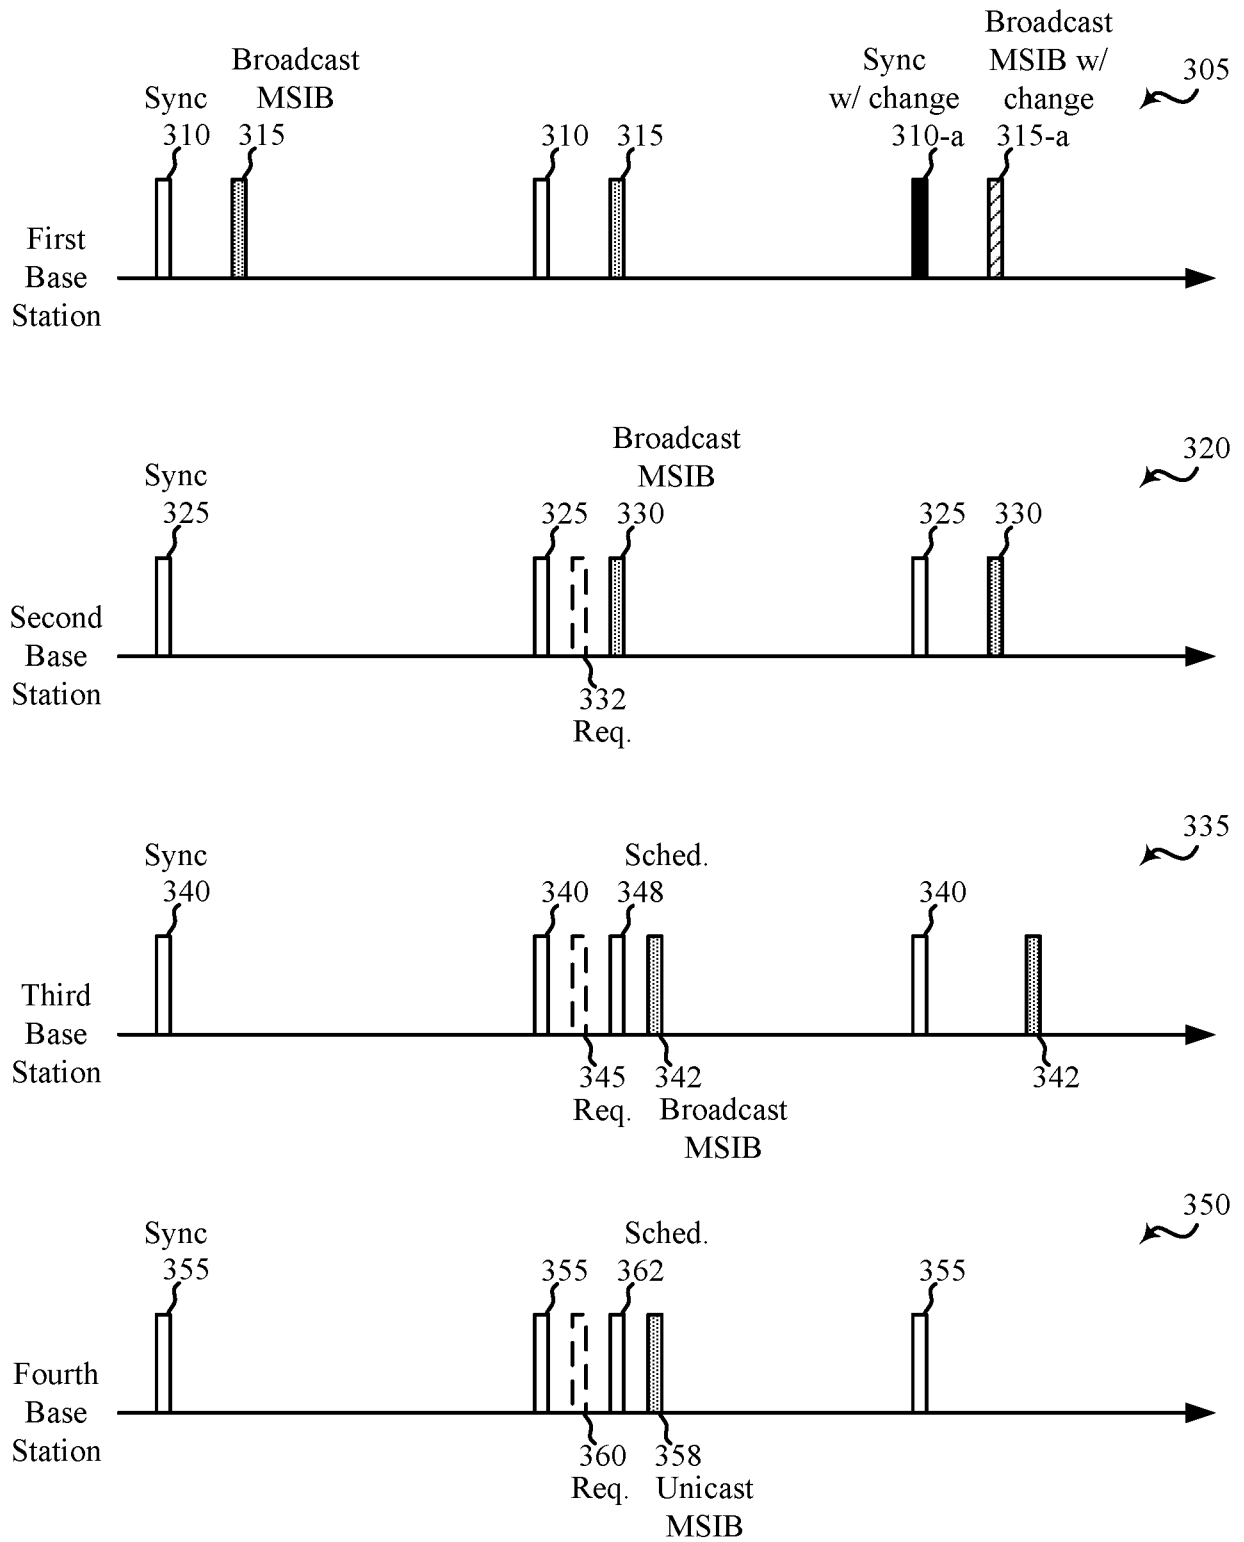 Broadcast
MSIB
Sync
310
315
310
315
Sync
w/ change
310-a
Broadcast
MSIB w/
change
315-a
305
First
Base
Station
Broadcast
MSIB
Sync
325
325
330
325
330
320
Second
Base
Station
332
Req.
Sync
340
340
Sched.
348
340
335
Third
Base
Station
345
Req.
342
Broadcast
MSIB
342
Sync
355
355
Sched.
362
355
350
Fourth
Base
Station
360
Req.
358
Unicast
MSIB